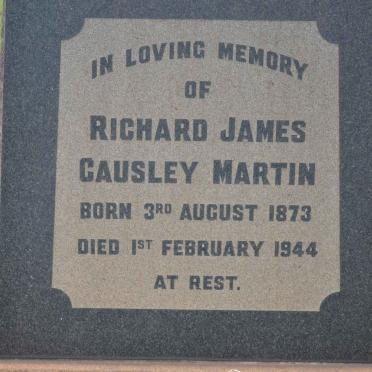 IN LOVING MEMORY
OF
RICHARD JAMES
CAUSLEY MARTIN
BORN 3RD AUGUST 1873
DIED 1ST FEBRUARY 1944
AT REST.